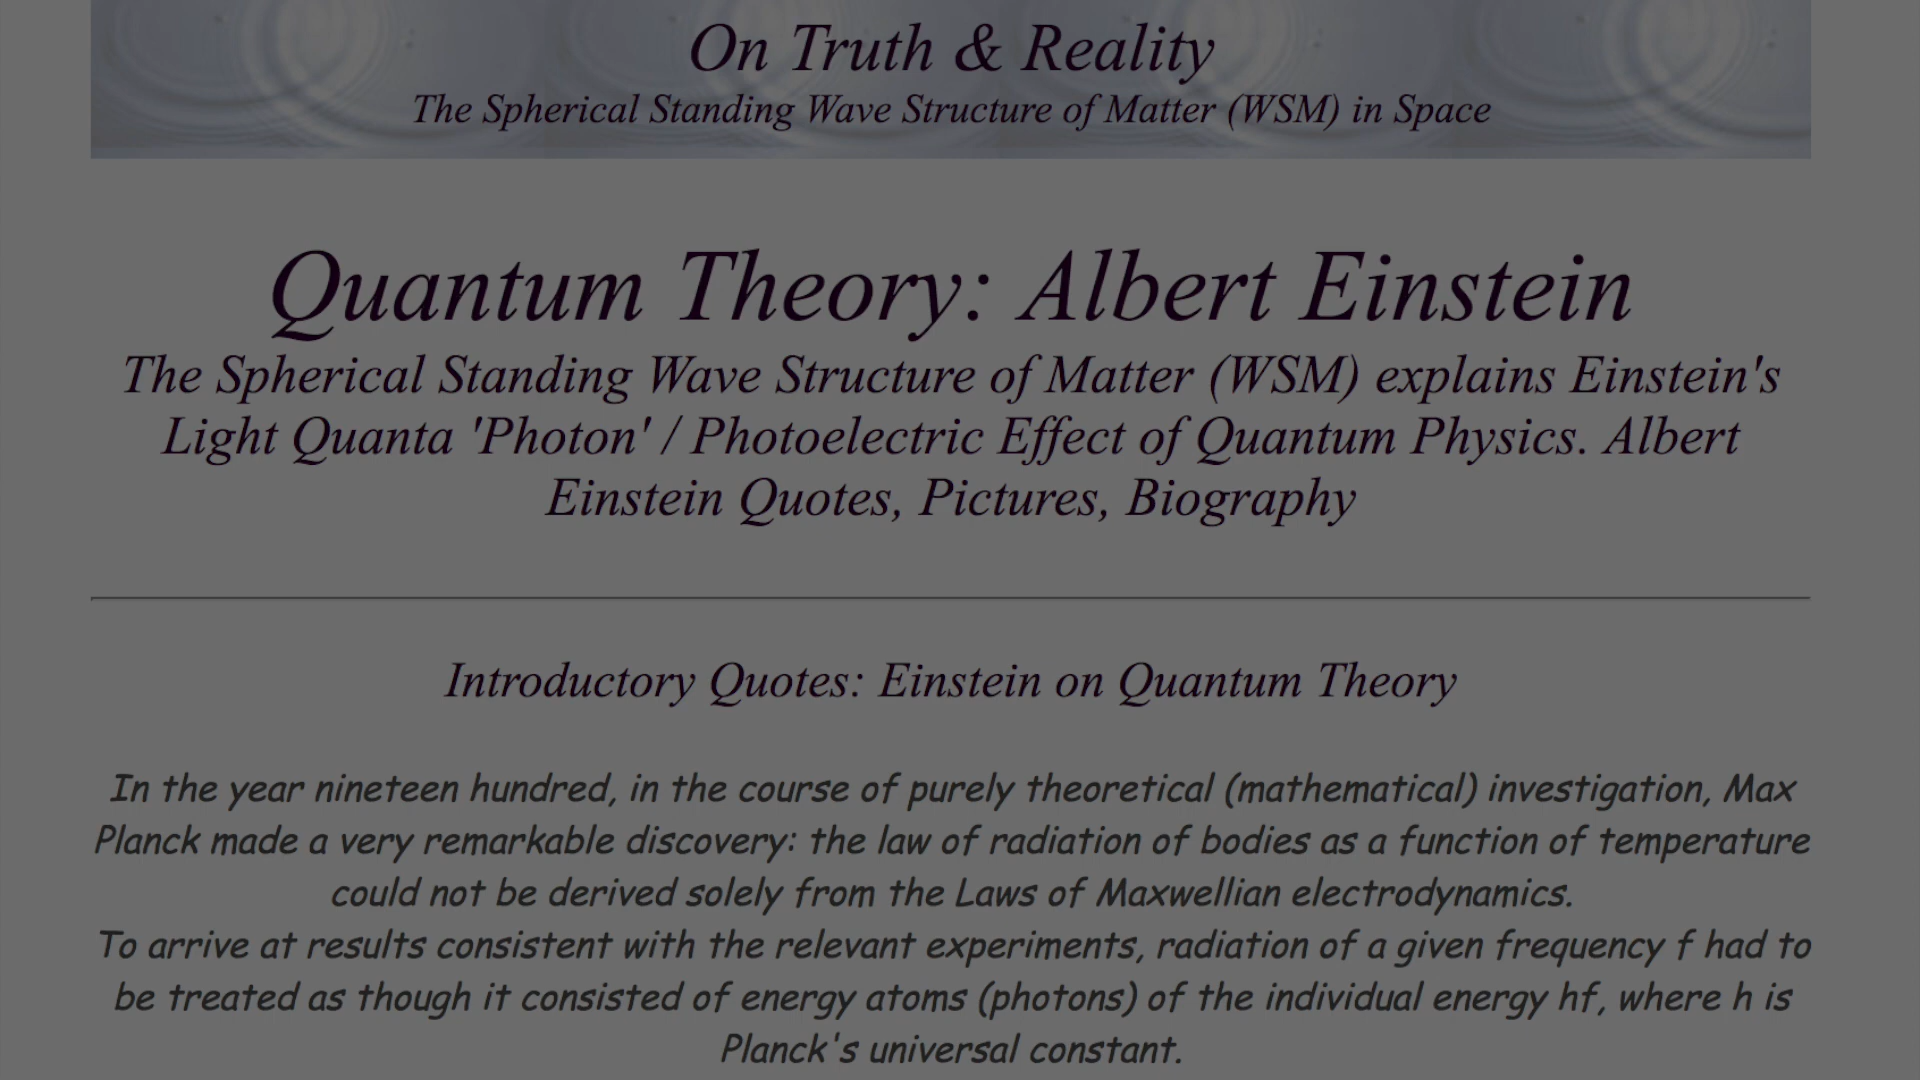 On Truth & Reality
The Spherical Standing Wave Structure of Matter (WSM) in Space
Quantum Theory: Albert Einstein
The Spherical Standing Wave Structure of Matter (WSM) explains Einstein's
Light Quanta 'Photon' / Photoelectric Effect of Quantum Physics. Albert
Einstein Quotes, Pictures, Biography
Introductory Quotes: Einstein on Quantum Theory
In the year nineteen hundred, in the course of purely theoretical (mathematical) investigation, Max
Planck made a very remarkable discovery: the law of radiation of bodies as a function of temperature
could not be derived solely from the Laws of Maxwellian electrodynamics.
To arrive at results consistent with the relevant experiments, radiation of a given frequency f had to
be treated as though it consisted of energy atoms (photons) of the individual energy hf, where h is
Planck's universal constant.